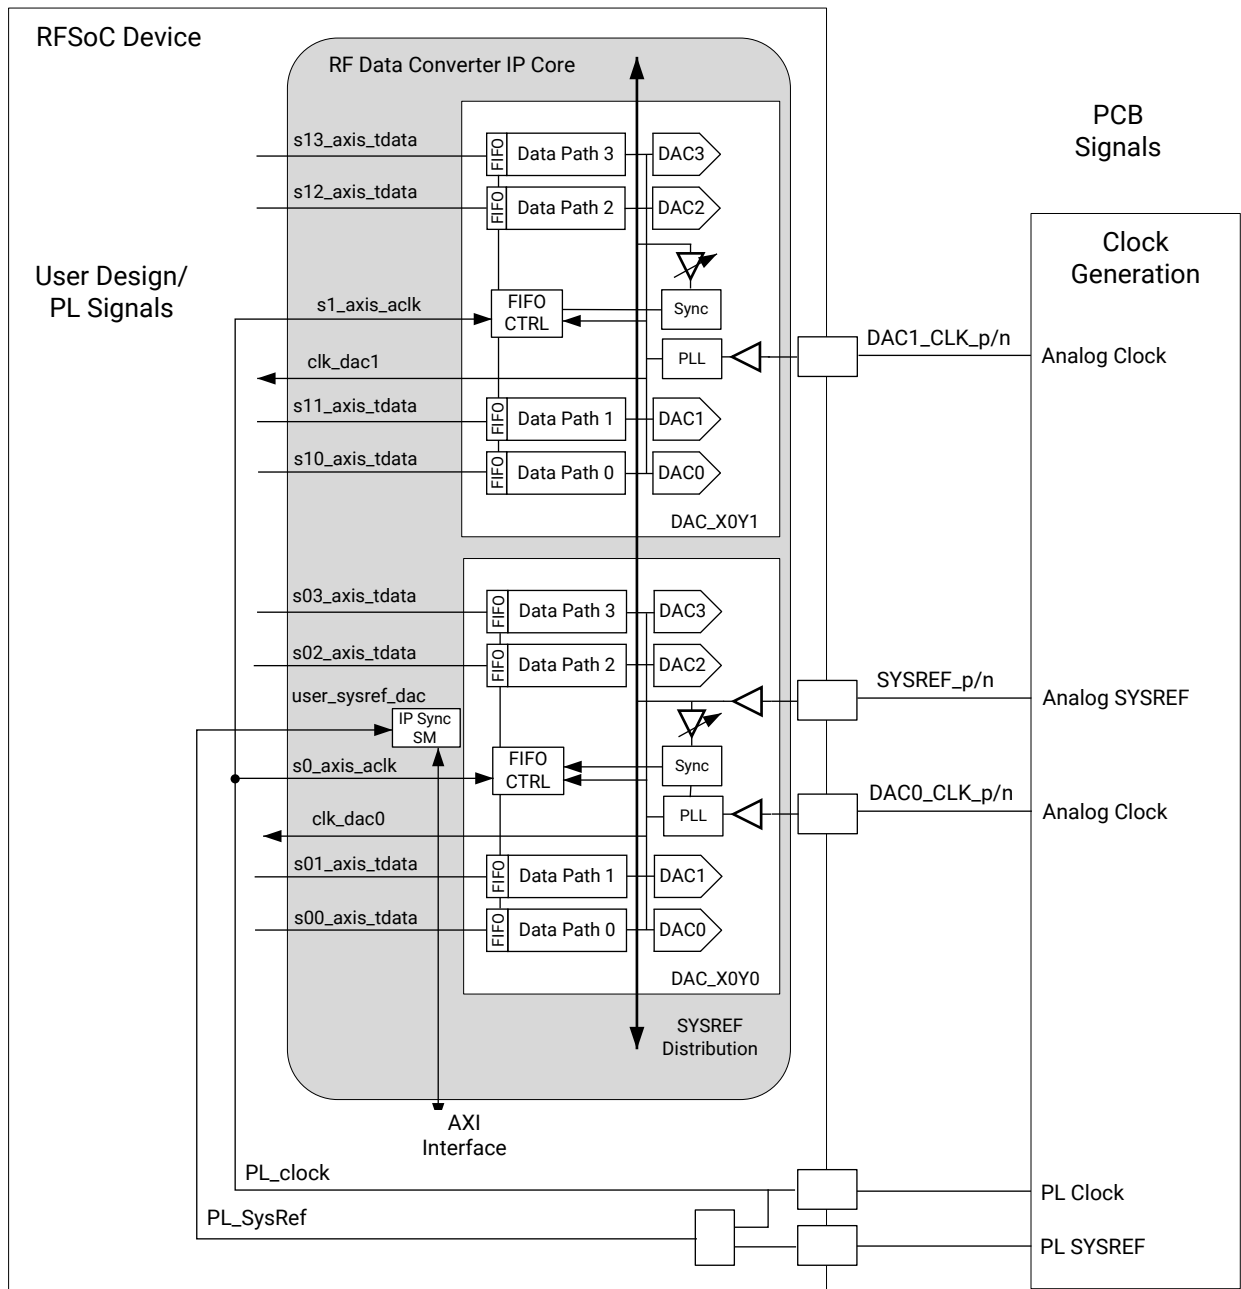 RFSoC Device
RF Data Converter IP Core
PCB
Signals
s13_axis_tdata
FIFO
Data Path 3
DAC3
s12_axis_tdata
FIFO
Data Path 2
DAC2
Clock
Generation
User Design/
PL Signals
s1_axis_aclk
FIFO
CTRL
Sync
DAC1_CLK_p/n
Analog Clock
clk_dac1
PLL
s11_axis_tdata
FIFO
Data Path 1
DAC1
s10_axis_tdata
FIFO
Data Path 0
DAC0
DAC_X0Y1
s03_axis_tdata
FIFO
Data Path 3
DAC3
s02_axis_tdata
FIFO
Data Path 2
DAC2
user_sysref_dac
IP Sync
SM
SYSREF_p/n
Analog SYSREF
s0_axis_aclk
FIFO
CTRL
Sync
DAC0_CLK_p/n
Analog Clock
clk_dac0
PLL
s01_axis_tdata
FIFO
Data Path 1
DAC1
s00_axis_tdata
FIFO
Data Path 0
DAC0
DAC_X0Y0
SYSREF
Distribution
AXI
Interface
PL_clock
PL Clock
PL_SysRef
PL SYSREF